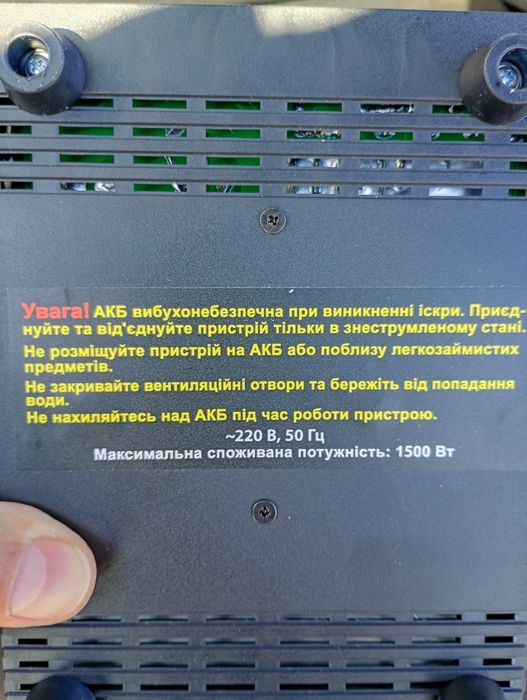 Увага! АКБ вибухонебезпечна при виникненні іскри. Приєд-
нуйте та від'єднуйте пристрій тільки в знеструмленому стані.
Не розміщуйте пристрій на АКБ або поблизу легкозаймистих
предметів.
Не закривайте вентиляційні отвори та бережіть від попадання
води.
Не нахиляйтесь над АКБ під час роботи пристрою.
~220 В, 50 Гц
Максимальна споживана потужність: 1500 Вт